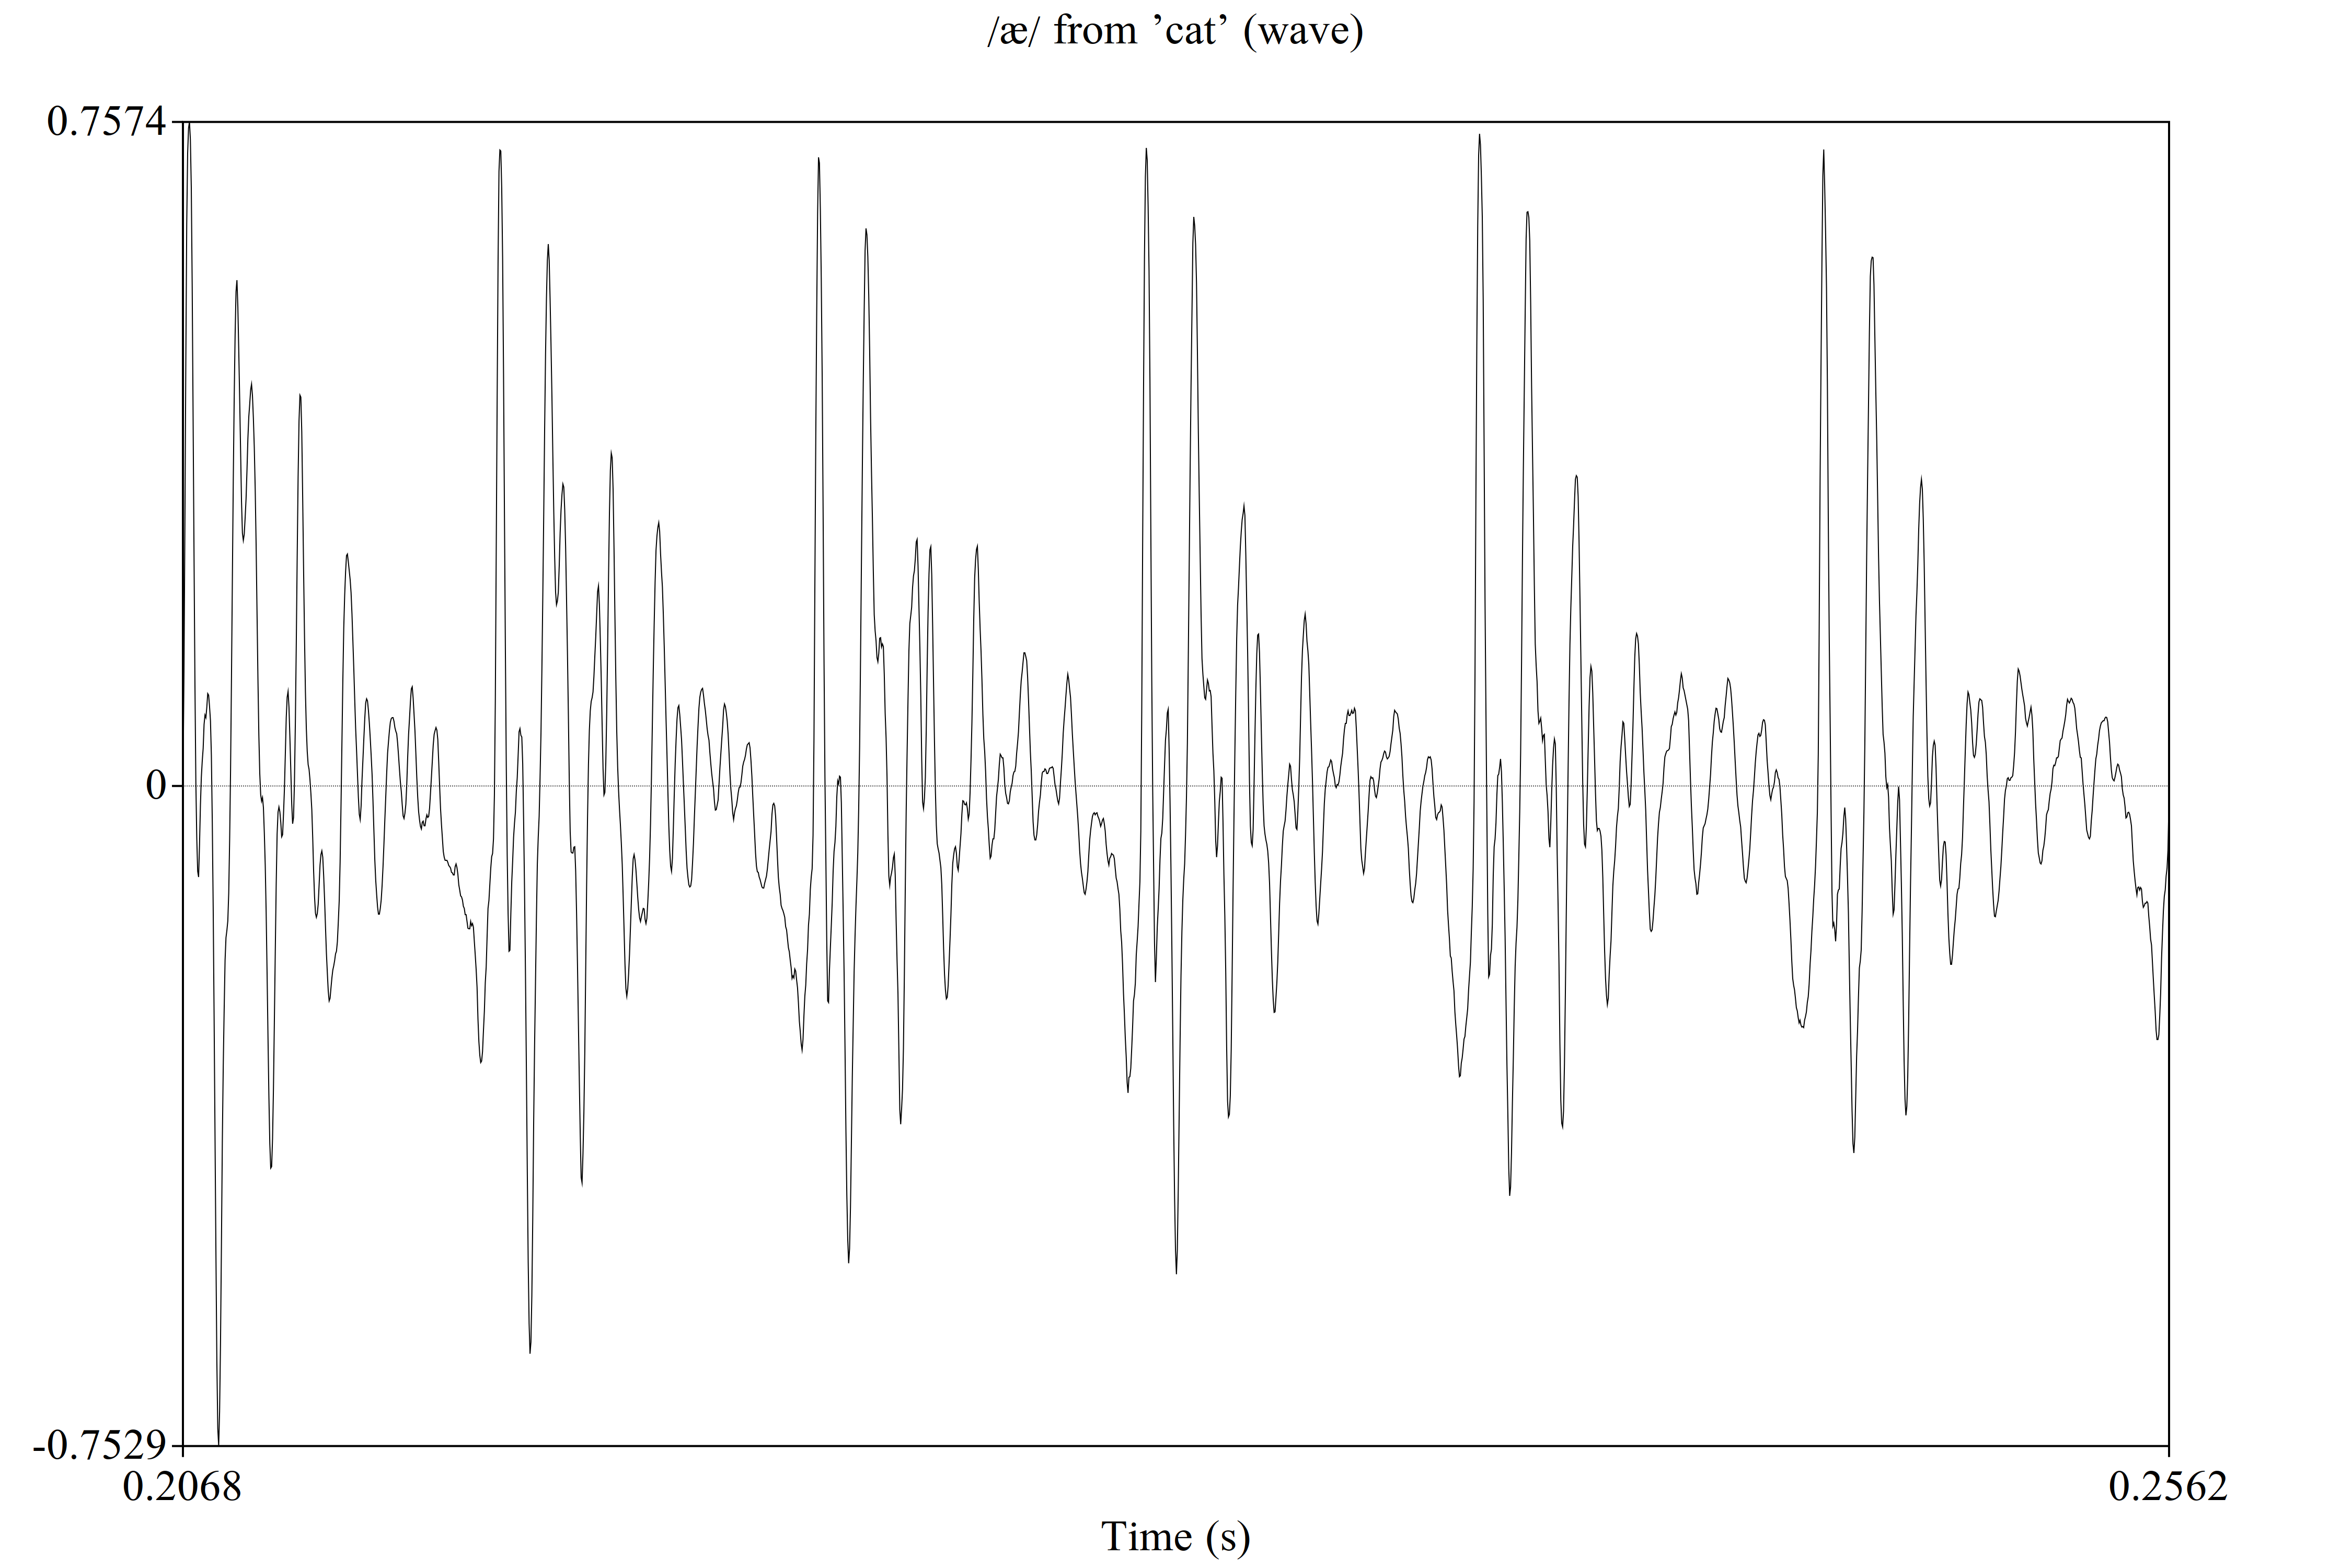 /æ/ from ’cat’ (wave)
0.7574
0
-0.7529
0.2068 0.2562
Time (s)